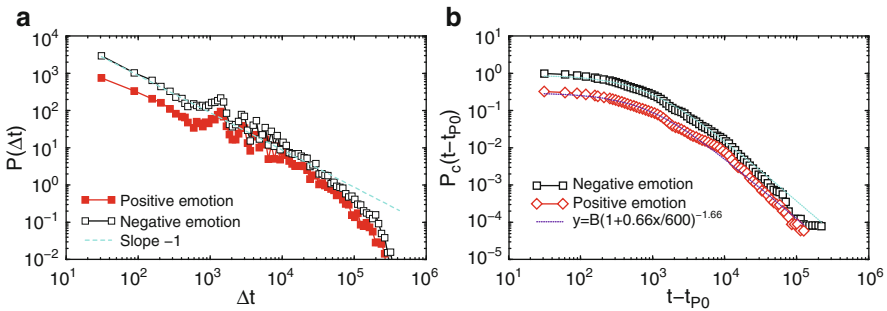 a
P(Δt)
10^4
10^3
10^2
10^1
10^0
10^-1
10^-2
Positive emotion
Negative emotion
Slope −1
10^1 10^2 10^3 10^4 10^5 10^6
Δt
b
P_c(t−t_P0)
10^2
10^1
10^0
10^-1
10^-2
10^-3
10^-4
10^-5
Negative emotion
Positive emotion
y=B(1+0.66x/600)^−1.66
10^1 10^2 10^3 10^4 10^5 10^6
t−t_P0